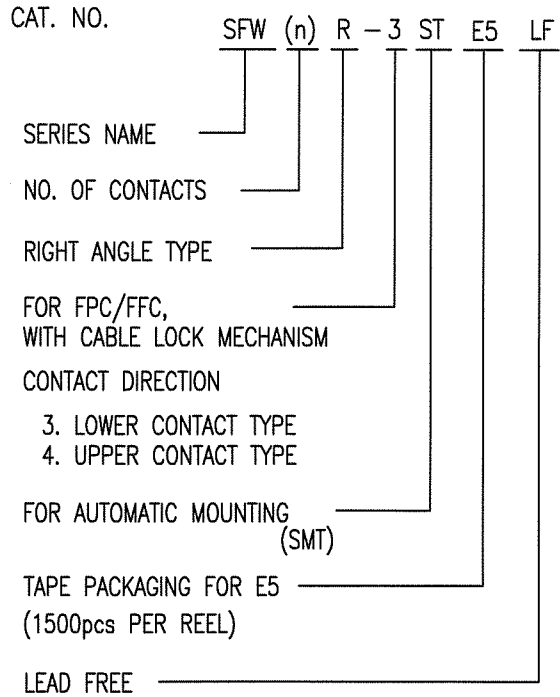 CAT. NO.
SFW (n) R - 3 ST E5 LF
SERIES NAME
NO. OF CONTACTS
RIGHT ANGLE TYPE
FOR FPC/FFC,
WITH CABLE LOCK MECHANISM
CONTACT DIRECTION
3. LOWER CONTACT TYPE
4. UPPER CONTACT TYPE
FOR AUTOMATIC MOUNTING
(SMT)
TAPE PACKAGING FOR E5
(1500pcs PER REEL)
LEAD FREE